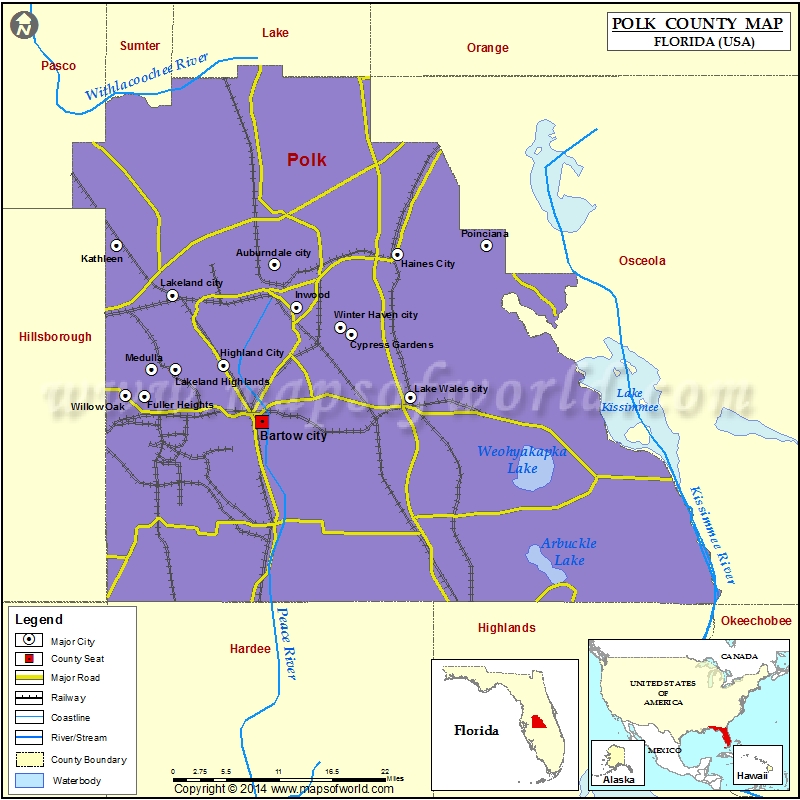 N
POLK COUNTY MAP
FLORIDA (USA)
Sumter
Lake
Orange
Pasco
Withlacoochee River
Polk
Poinciana
Kathleen
Auburndale city
Haines City
Osceola
Lakeland city
Inwood
Winter Haven city
Hillsborough
Cypress Gardens
Medulla
Highland City
Lakeland Highlands
Lake Wales city
Lake
Kissimmee
www.mapsofworld.com
Willow Oak
Fuller Heights
Bartow city
Weohyakapka
Lake
Kissimmee River
Arbuckle
Lake
Peace River
Hardee
Highlands
Okeechobee
Legend
Major City
County Seat
Major Road
Railway
Coastline
River/Stream
County Boundary
Waterbody
Florida
CANADA
UNITED STATES
OF
AMERICA
MEXICO
Alaska
Hawaii
0 2.75 5.5 11 16.5 22
Miles
Copyright © 2014 www.mapsofworld.com